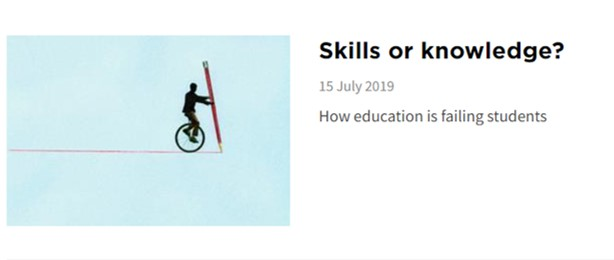 Skills or knowledge?
15 July 2019
How education is failing students